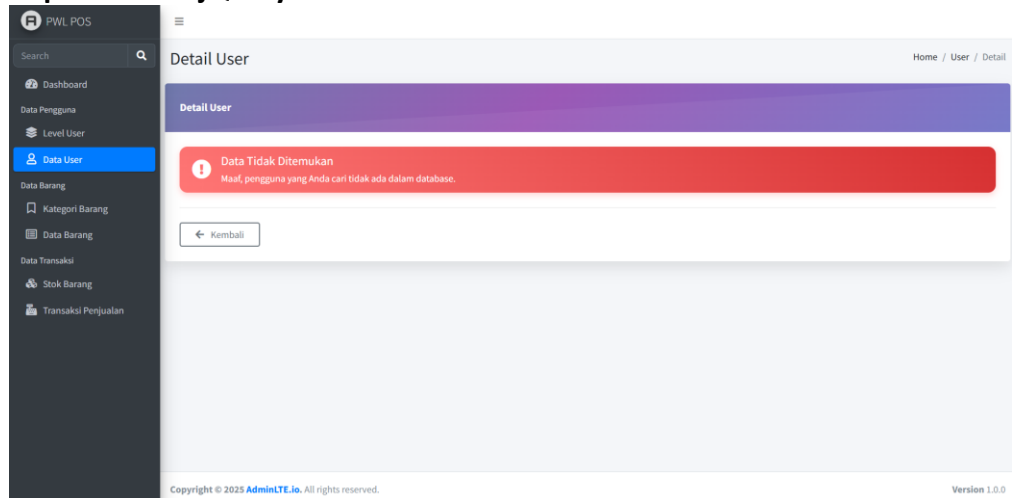 PWL POS
Search
Dashboard
Data Pengguna
Level User
Data User
Data Barang
Kategori Barang
Data Barang
Data Transaksi
Stok Barang
Transaksi Penjualan
Detail User
Home / User / Detail
Detail User
Data Tidak Ditemukan
Maaf, pengguna yang Anda cari tidak ada dalam database.
Kembali
Copyright © 2025 AdminLTE.io. All rights reserved.
Version 1.0.0